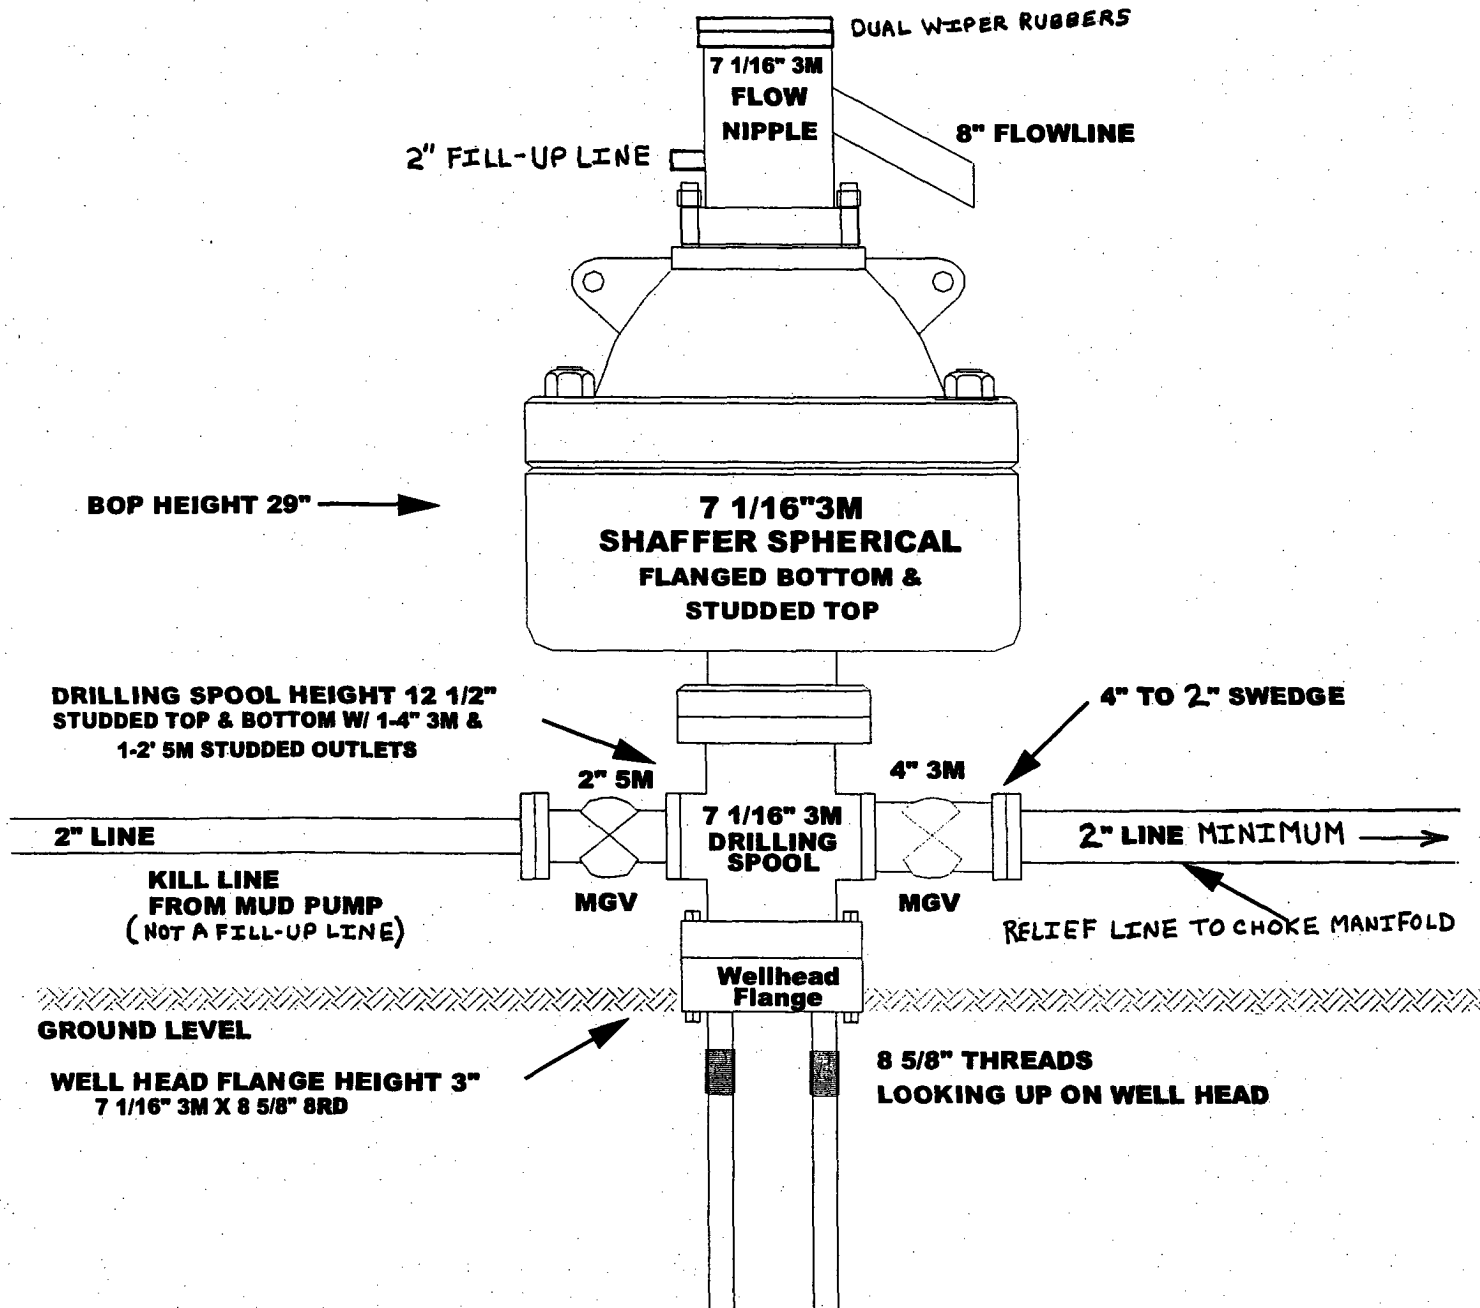 DUAL WIPER RUBBERS
7 1/16" 3M
FLOW
NIPPLE
8" FLOWLINE
2" FILL-UP LINE
BOP HEIGHT 29"
7 1/16"3M
SHAFFER SPHERICAL
FLANGED BOTTOM &
STUDDED TOP
DRILLING SPOOL HEIGHT 12 1/2"
STUDDED TOP & BOTTOM W/ 1-4" 3M &
1-2' 5M STUDDED OUTLETS
4" TO 2" SWEDGE
2" 5M
4" 3M
7 1/16" 3M
DRILLING
SPOOL
2" LINE
2" LINE MINIMUM
KILL LINE
FROM MUD PUMP
(NOT A FILL-UP LINE)
MGV
MGV
RELIEF LINE TO CHOKE MANIFOLD
Wellhead
Flange
GROUND LEVEL
WELL HEAD FLANGE HEIGHT 3"
7 1/16" 3M X 8 5/8" 8RD
8 5/8" THREADS
LOOKING UP ON WELL HEAD